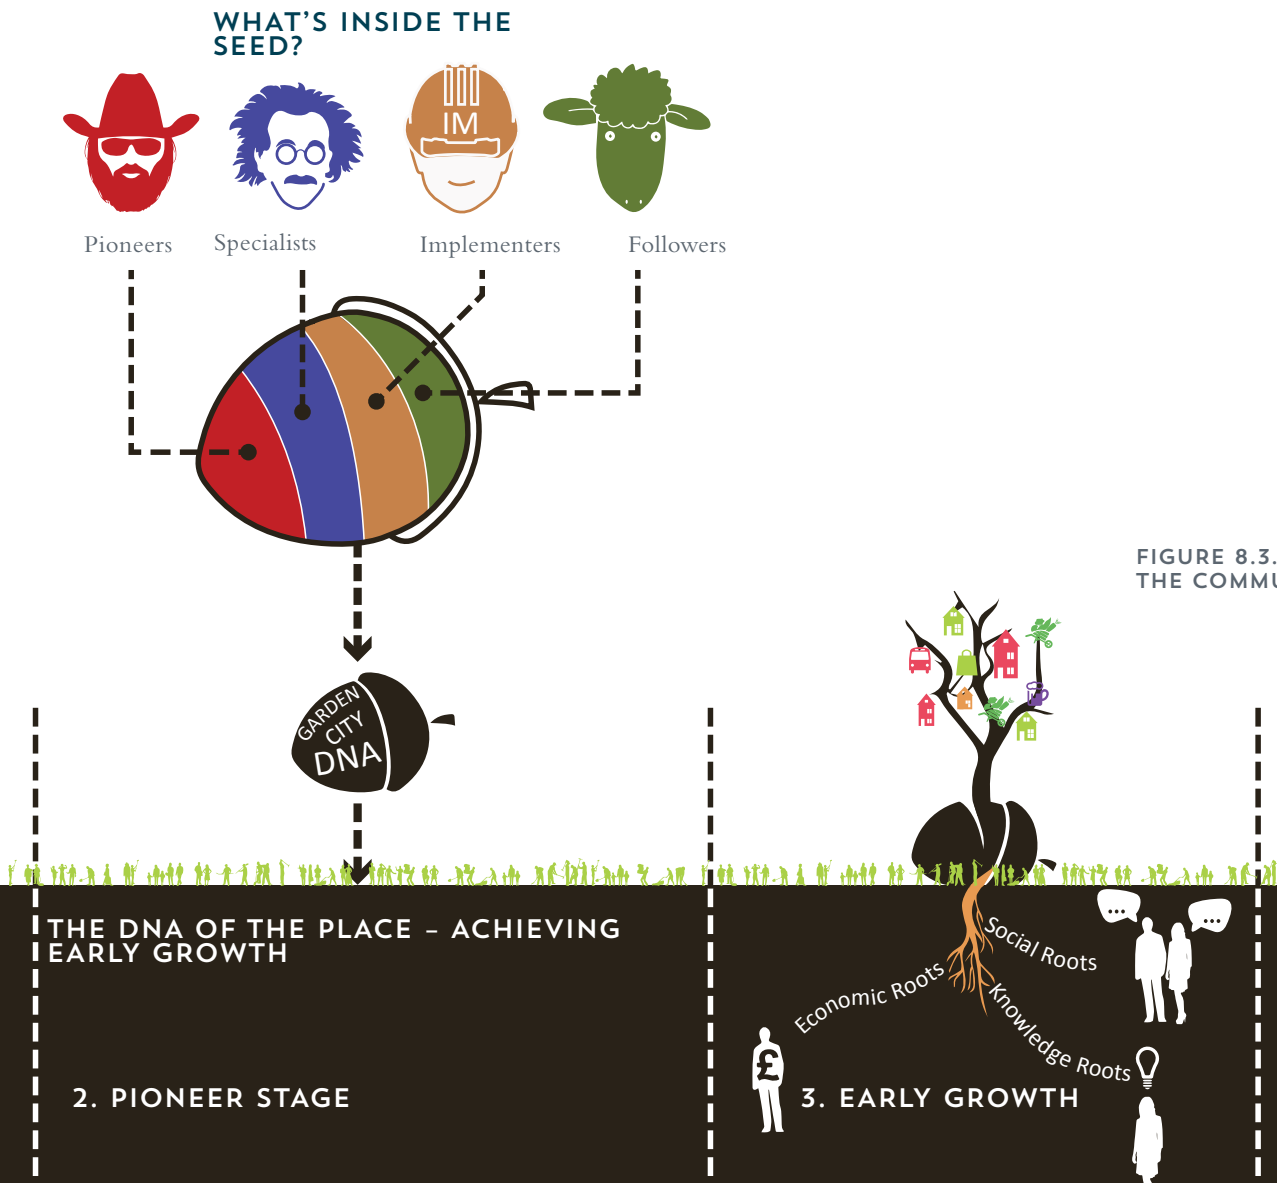 WHAT'S INSIDE THE
SEED?
IM
Pioneers
Specialists
Implementers
Followers
FIGURE 8.3.
THE
GARDEN
CITY
DNA
THE DNA OF THE PLACE – ACHIEVING
EARLY GROWTH
Social Roots
Economic Roots
Knowledge Roots
£
2. PIONEER STAGE
3. EARLY GROWTH